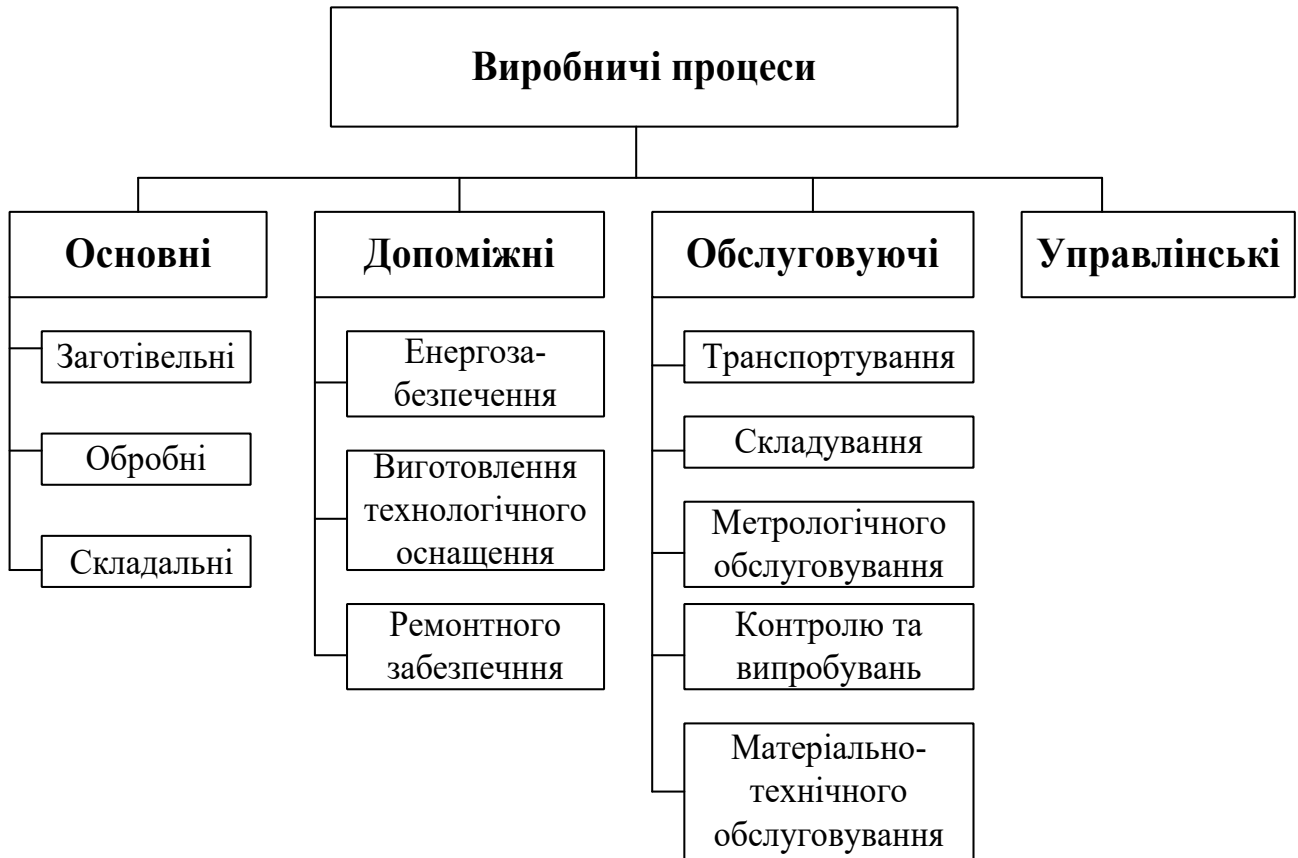 Виробничі процеси
Основні
Заготівельні
Обробні
Складальні
Допоміжні
Енергоза-
безпечення
Виготовлення
технологічного
оснащення
Ремонтного
забезпечння
Обслуговуючі
Транспортування
Складування
Метрологічного
обслуговування
Контролю та
випробувань
Матеріально-
технічного
обслуговування
Управлінські